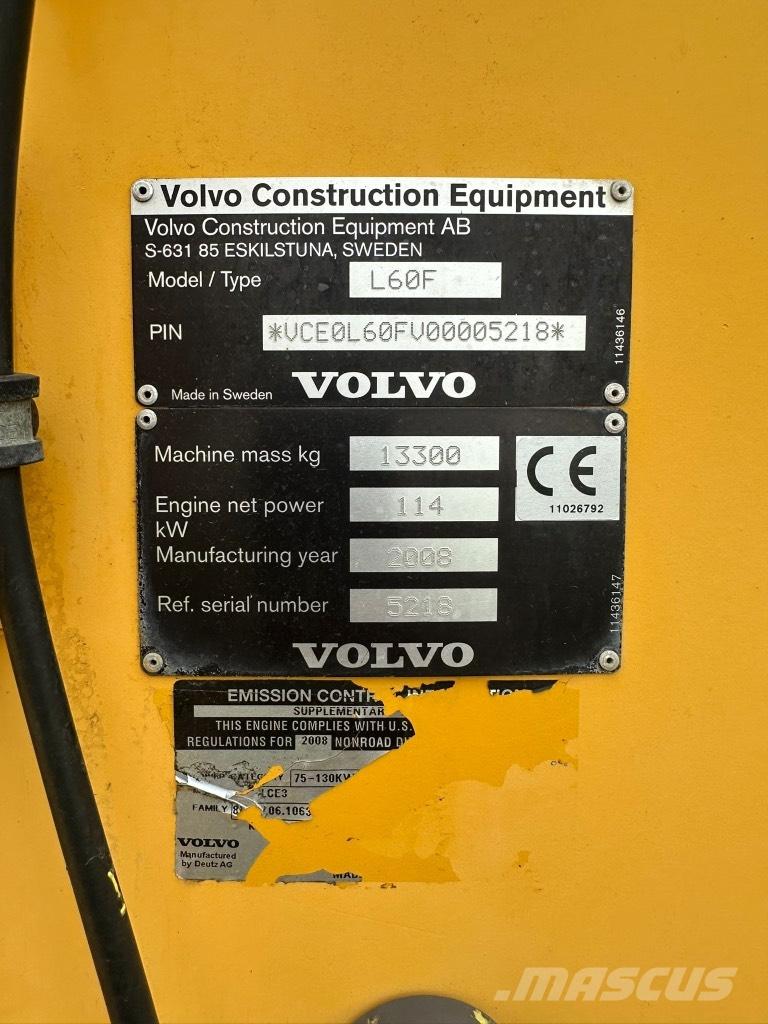 Volvo Construction Equipment
Volvo Construction Equipment AB
S-631 85 ESKILSTUNA, SWEDEN
Model / Type L60F
PIN *VCE0L60FV00005218*
11436146
Made in Sweden VOLVO
Machine mass kg 13300
CE
11026792
Engine net power kW 114
Manufacturing year 2008
Ref. serial number 5218
11436147
VOLVO
EMISSION
THIS ENGINE COMPLIES WITH U.S.
REGULATIONS FOR 2008 NONROAD
75-130KW
LCE3
FAMILY
VOLVO
Manufactured
by Deutz AG
MASCUS